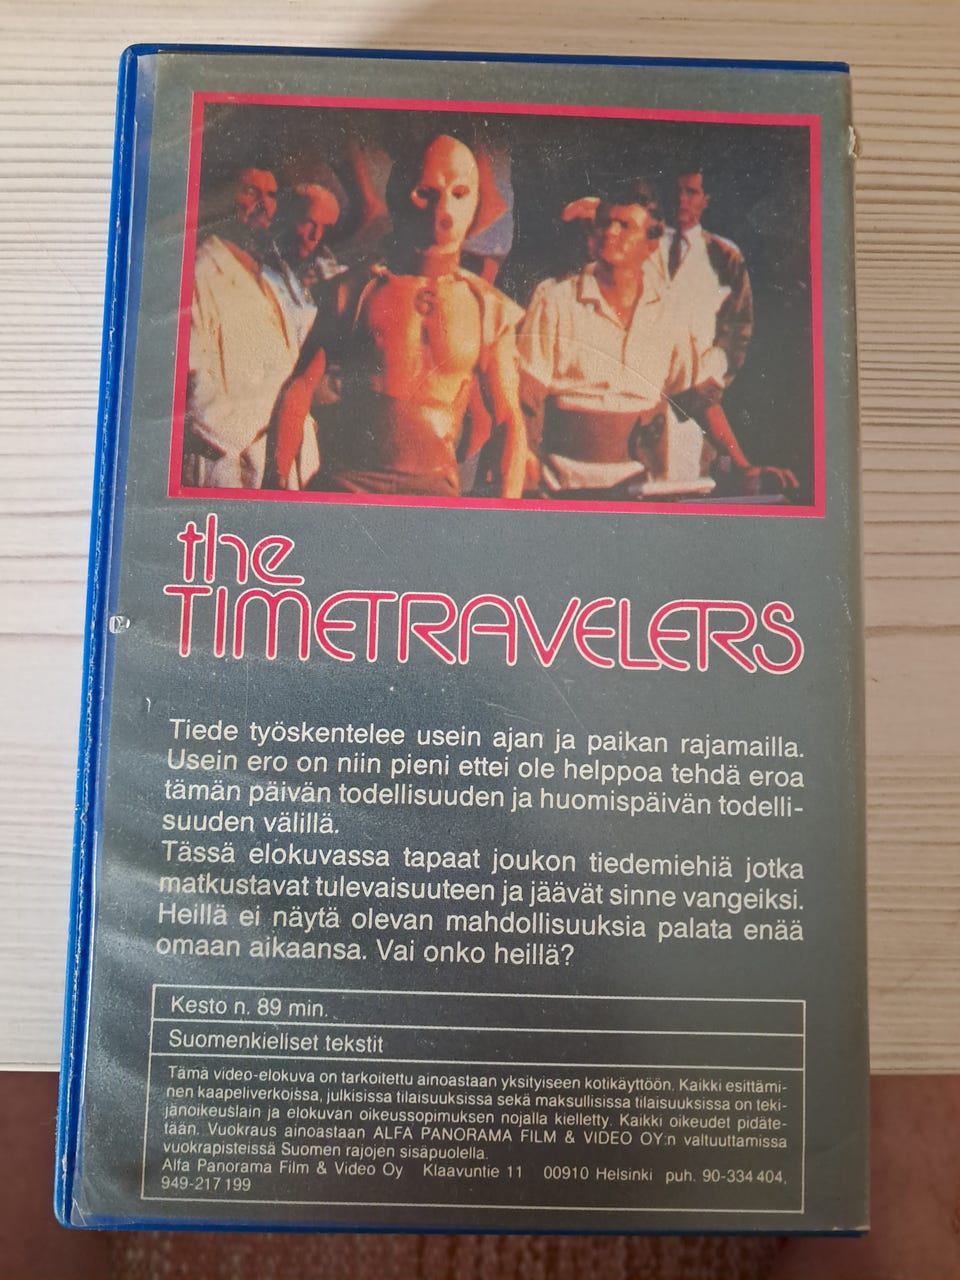 6
the
TIMETRAVELERS
Tiede työskentelee usein ajan ja paikan rajamailla.
Usein ero on niin pieni ettei ole helppoa tehdä eroa
tämän päivän todellisuuden ja huomispäivän todelli-
suuden välillä.
Tässä elokuvassa tapaat joukon tiedemiehiä jotka
matkustavat tulevaisuuteen ja jäävät sinne vangeiksi.
Heillä ei näytä olevan mahdollisuuksia palata enää
omaan aikaansa. Vai onko heillä?
Kesto n. 89 min.
Suomenkieliset tekstit
Tämä video-elokuva on tarkoitettu ainoastaan yksityiseen kotikäyttöön. Kaikki esittämi-
nen kaapeliverkoissa, julkisissa tilaisuuksissa sekä maksullisissa tilaisuuksissa on teki-
jänoikeuslain ja elokuvan oikeussopimuksen nojalla kielletty. Kaikki oikeudet pidäte-
tään. Vuokraus ainoastaan ALFA PANORAMA FILM & VIDEO OY:n valtuuttamissa
vuokrapisteissä Suomen rajojen sisäpuolella.
Alfa Panorama Film & Video Oy Klaavuntie 11 00910 Helsinki puh. 90-334 404,
949-217 199